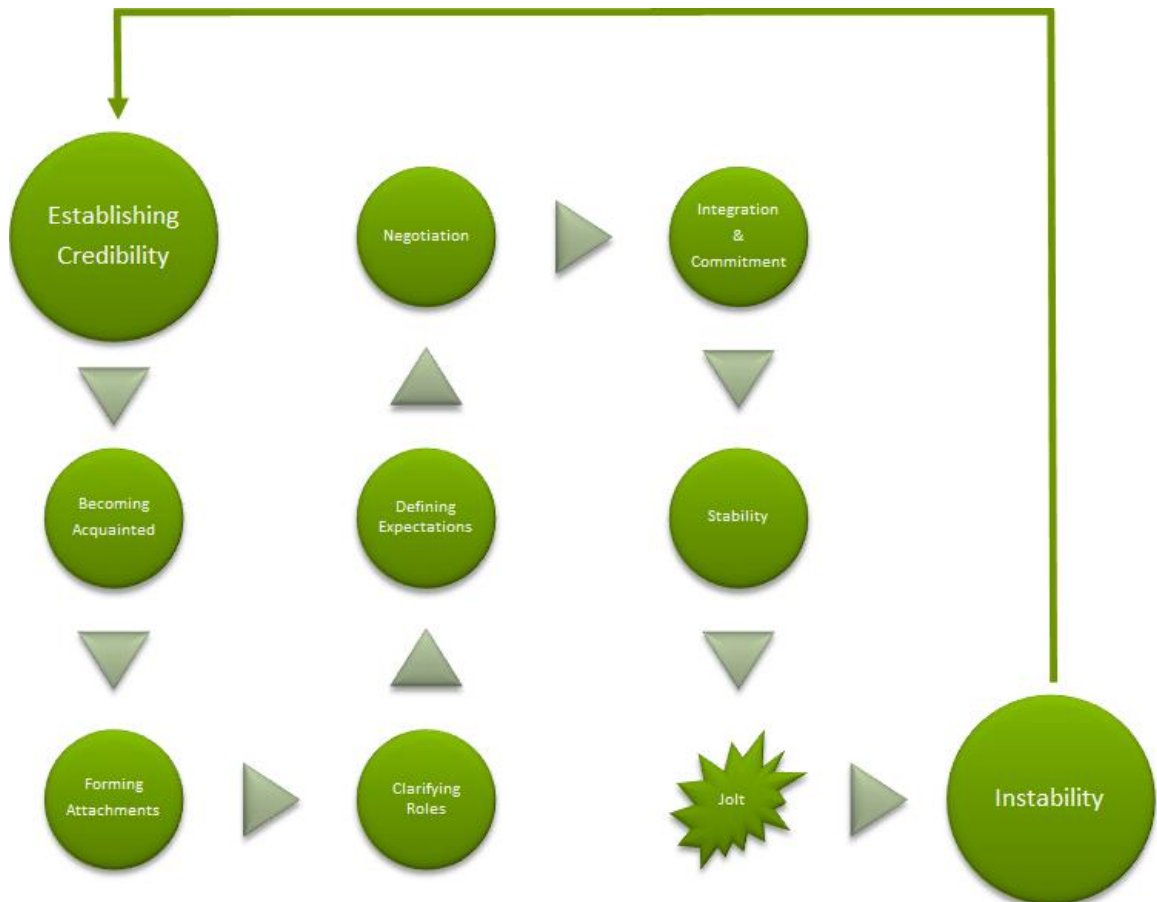 Establishing
Credibility
Becoming
Acquainted
Forming
Attachments
Clarifying
Roles
Defining
Expectations
Negotiation
Integration
&
Commitment
Stability
Jolt
Instability